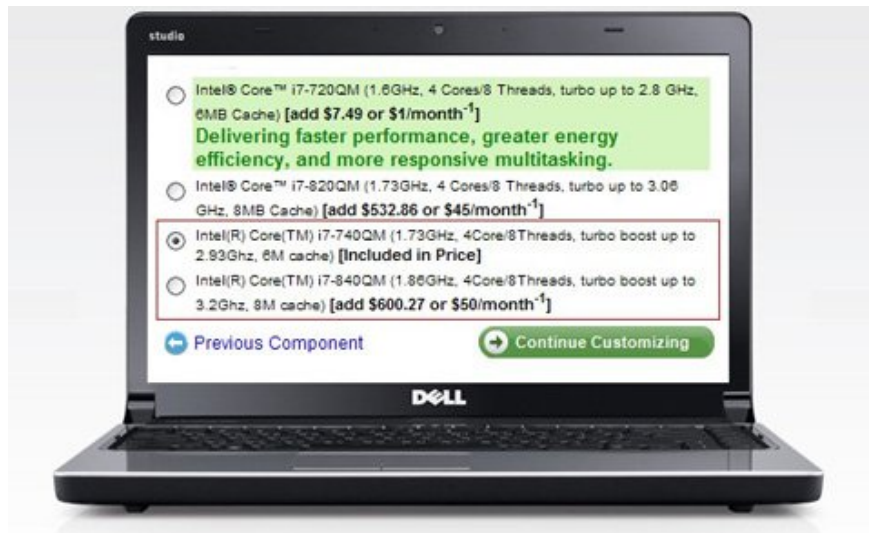 studio
Intel® Core™ i7-720QM (1.6GHz, 4 Cores/8 Threads, turbo up to 2.8 GHz,
6MB Cache) [add $7.49 or $1/month-1]
Delivering faster performance, greater energy
efficiency, and more responsive multitasking.
Intel® Core™ i7-820QM (1.73GHz, 4 Cores/8 Threads, turbo up to 3.06
GHz, 8MB Cache) [add $532.86 or $45/month-1]
Intel(R) Core(TM) i7-740QM (1.73GHz, 4Core/8Threads, turbo boost up to
2.93Ghz, 6M cache) [Included in Price]
Intel(R) Core(TM) i7-840QM (1.86GHz, 4Core/8Threads, turbo boost up to
3.2Ghz, 8M cache) [add $600.27 or $50/month-1]
Previous Component
Continue Customizing
DELL